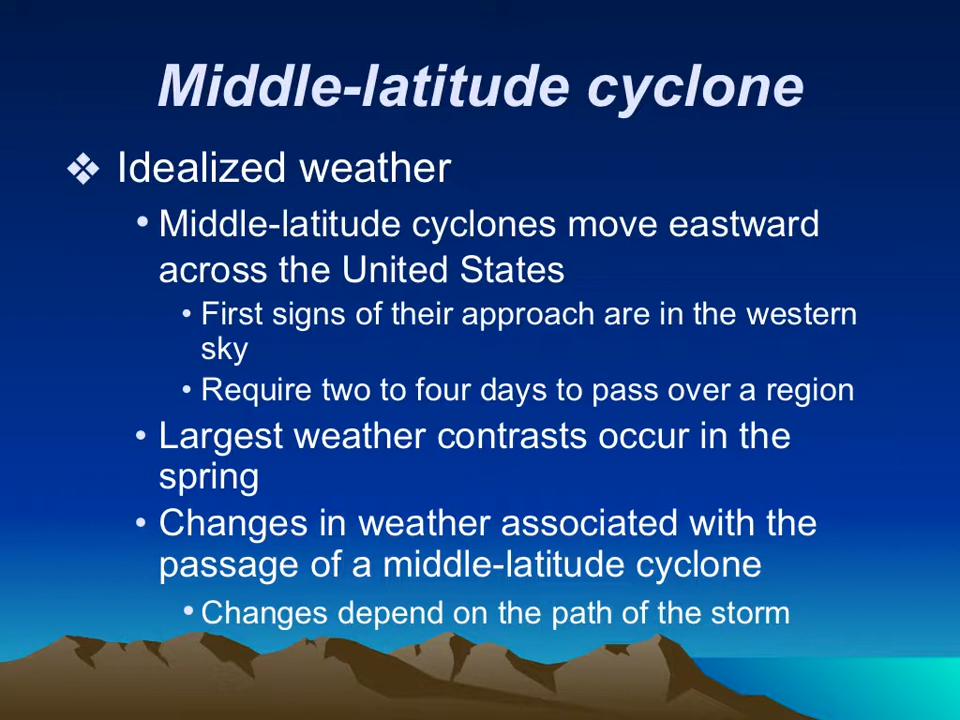 Middle-latitude cyclone
❖ Idealized weather
• Middle-latitude cyclones move eastward
across the United States
• First signs of their approach are in the western
sky
• Require two to four days to pass over a region
• Largest weather contrasts occur in the
spring
• Changes in weather associated with the
passage of a middle-latitude cyclone
• Changes depend on the path of the storm